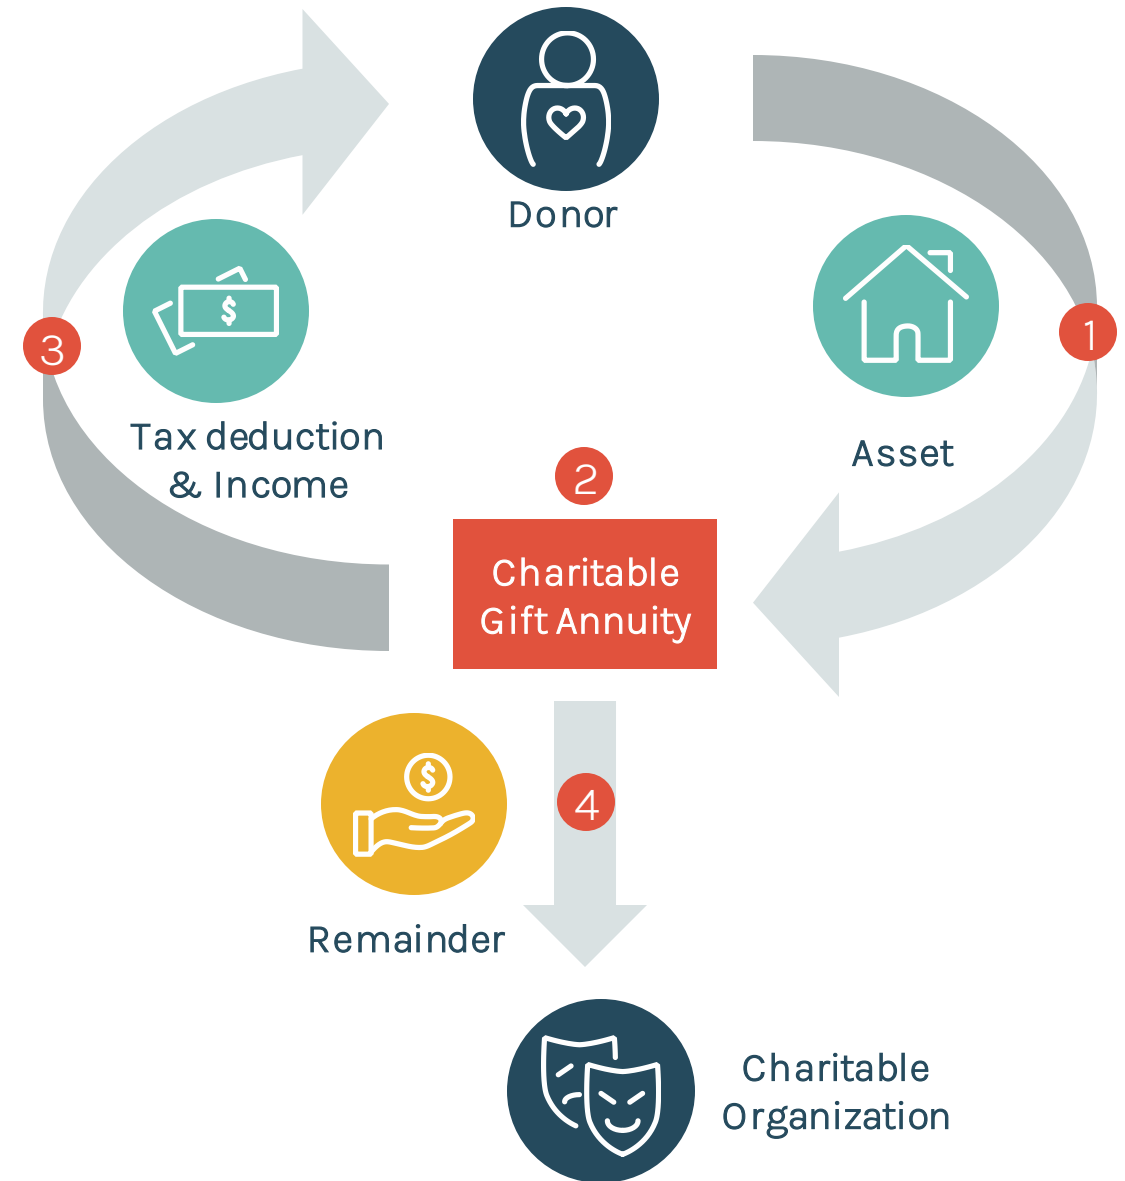 Donor
1
Asset
2
Charitable
Gift Annuity
3
$
Tax deduction
& Income
4
$
Remainder
Charitable
Organization